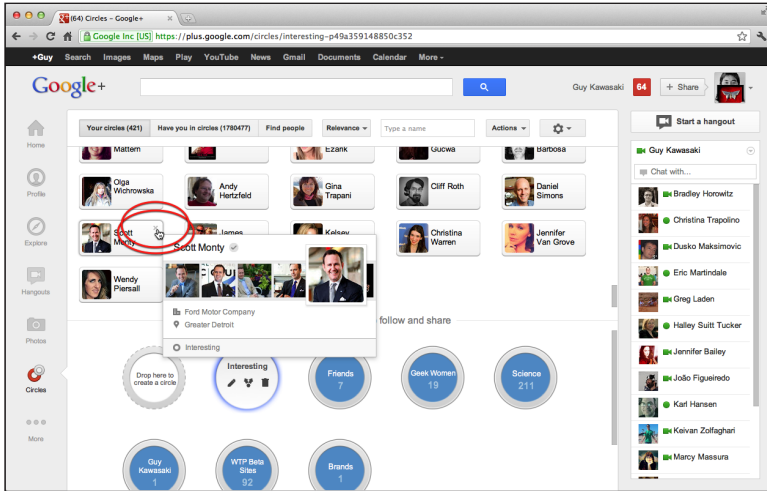 (64) Circles – Google+
Google Inc [US] https://plus.google.com/circles/interesting-p49a359148850c352
+Guy Search Images Maps Play YouTube News Gmail Documents Calendar More
Google+
Guy Kawasaki 64 + Share
Your circles (421) Have you in circles (1780477) Find people Relevance Type a name Actions
Start a hangout
Home
Profile
Explore
Hangouts
Photos
Circles
More
Mattern Ezarik Gucwa Barbosa
Olga
Wichrowska
Andy
Hertzfeld
Gina
Trapani
Cliff Roth
Daniel
Simons
Scott
Monty
James
Kelsey
Christina
Warren
Jennifer
Van Grove
Wendy
Piersall
Scott Monty
Ford Motor Company
Greater Detroit
Interesting
follow and share
Drop here to
create a circle
Interesting
Friends
7
Geek Women
19
Science
211
Guy
Kawasaki
1
WTP Beta
Sites
92
Brands
1
Guy Kawasaki
Chat with...
Bradley Horowitz
Christina Trapolino
Dusko Maksimovic
Eric Martindale
Greg Laden
Halley Suitt Tucker
Jennifer Bailey
João Figueiredo
Karl Hansen
Keivan Zolfaghari
Marcy Massura